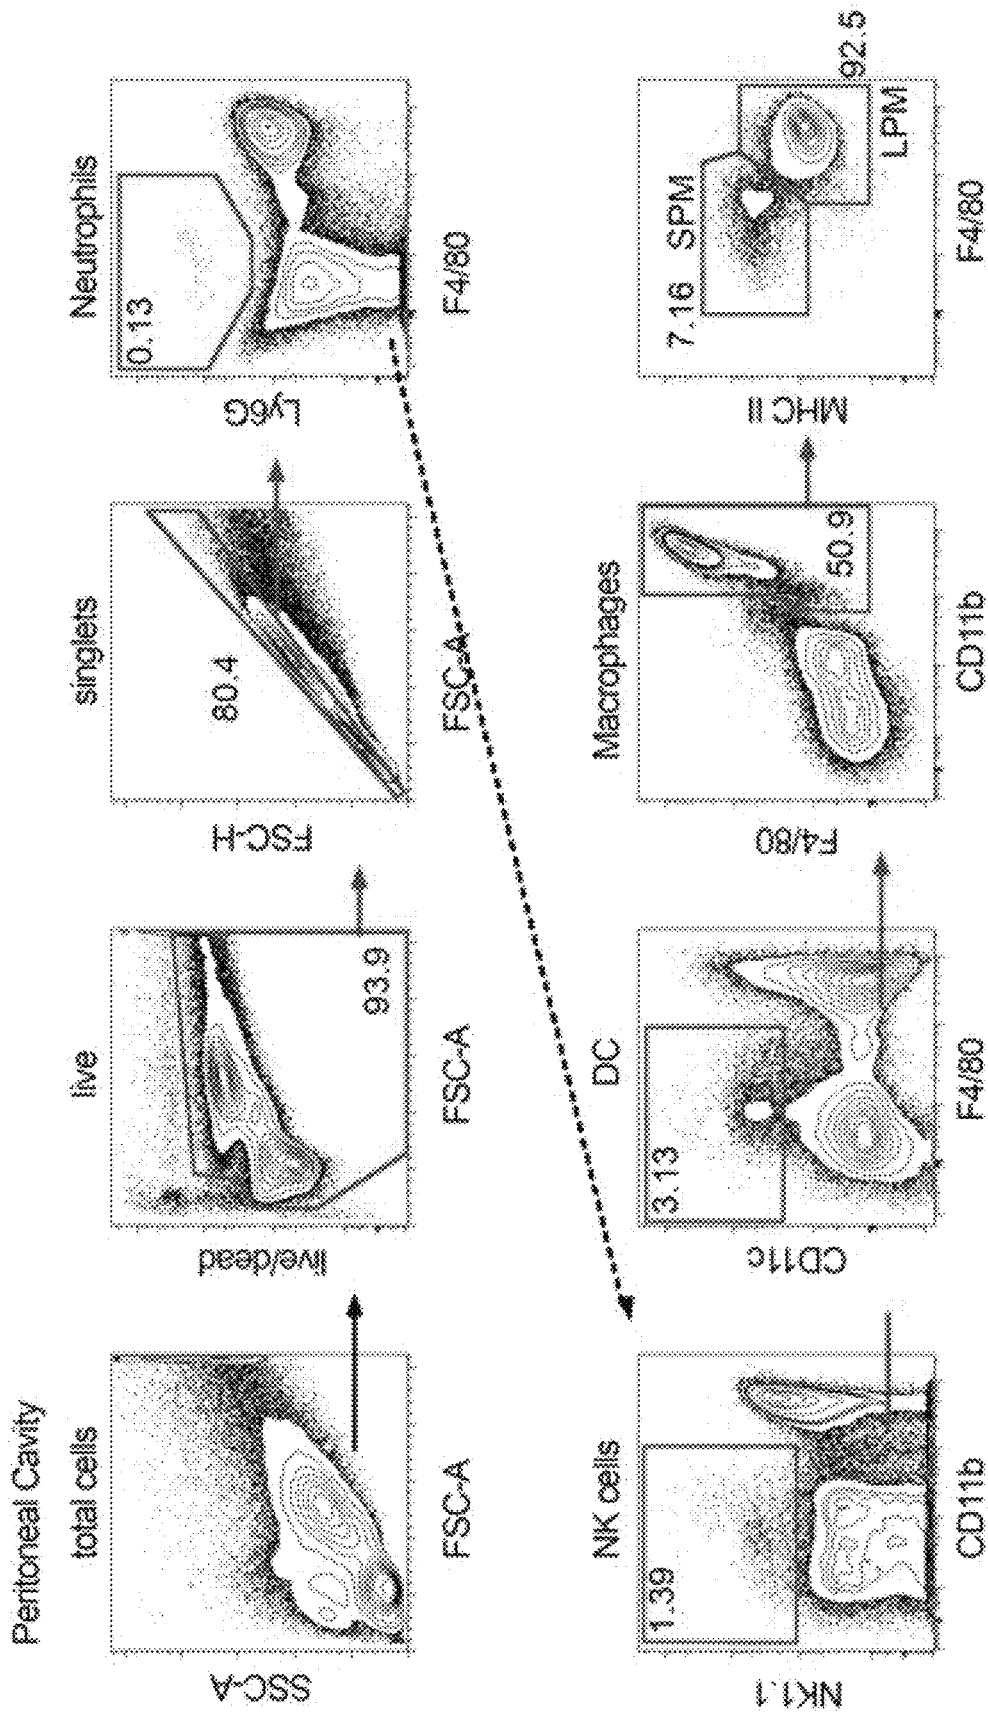 Peritoneal Cavity
total cells
SSC-A
FSC-A
live
live/dead
93.9
FSC-A
singlets
FSC-H
80.4
FSC-A
Neutrophils
Ly6G
0.13
F4/80
NK cells
NK1.1
1.39
CD11b
DC
CD11c
3.13
F4/80
Macrophages
F4/80
50.9
CD11b
MHC II
7.16 SPM
92.5
LPM
F4/80